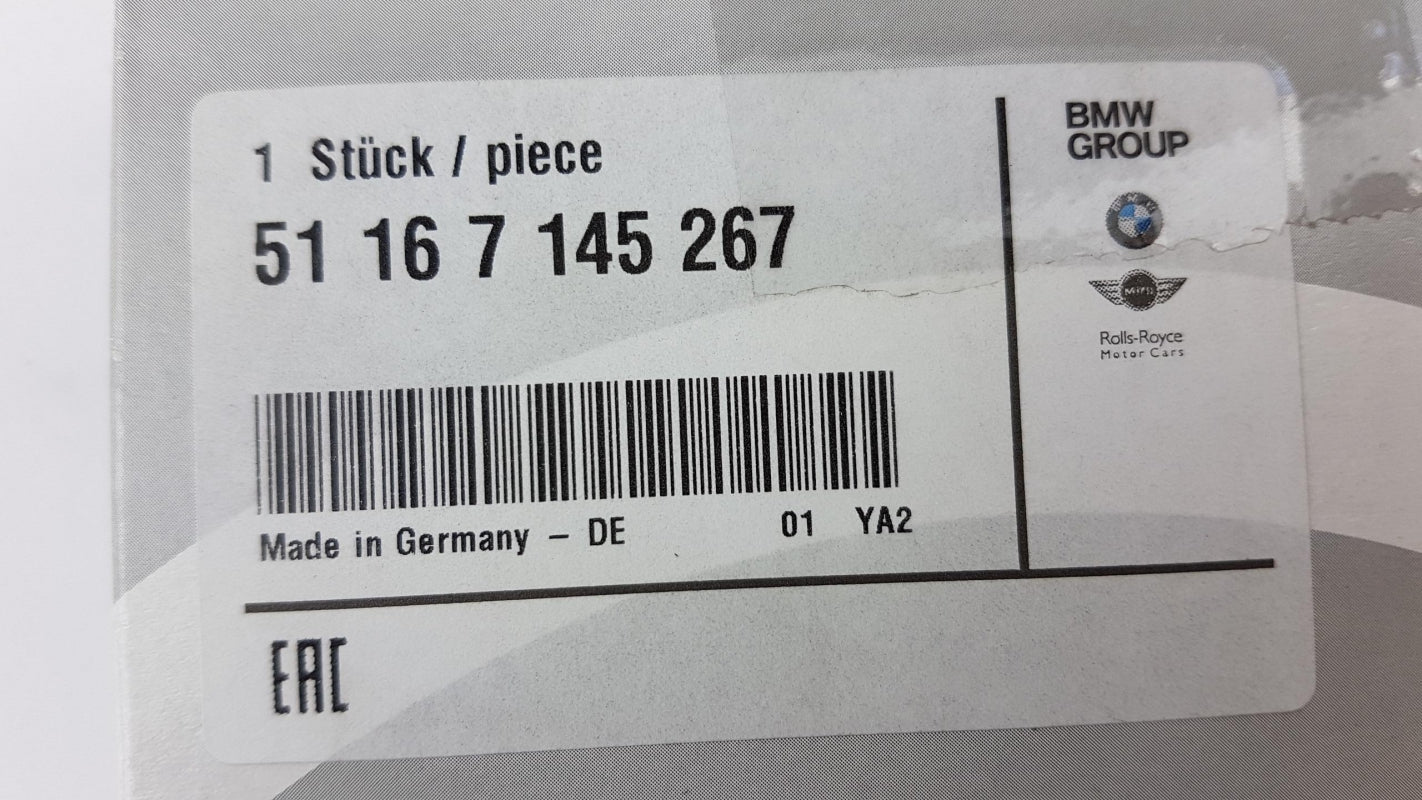 1 Stück / piece
51 16 7 145 267
Made in Germany – DE 01 YA2
EAC
BMW
GROUP
MINI
Rolls-Royce
Motor Cars